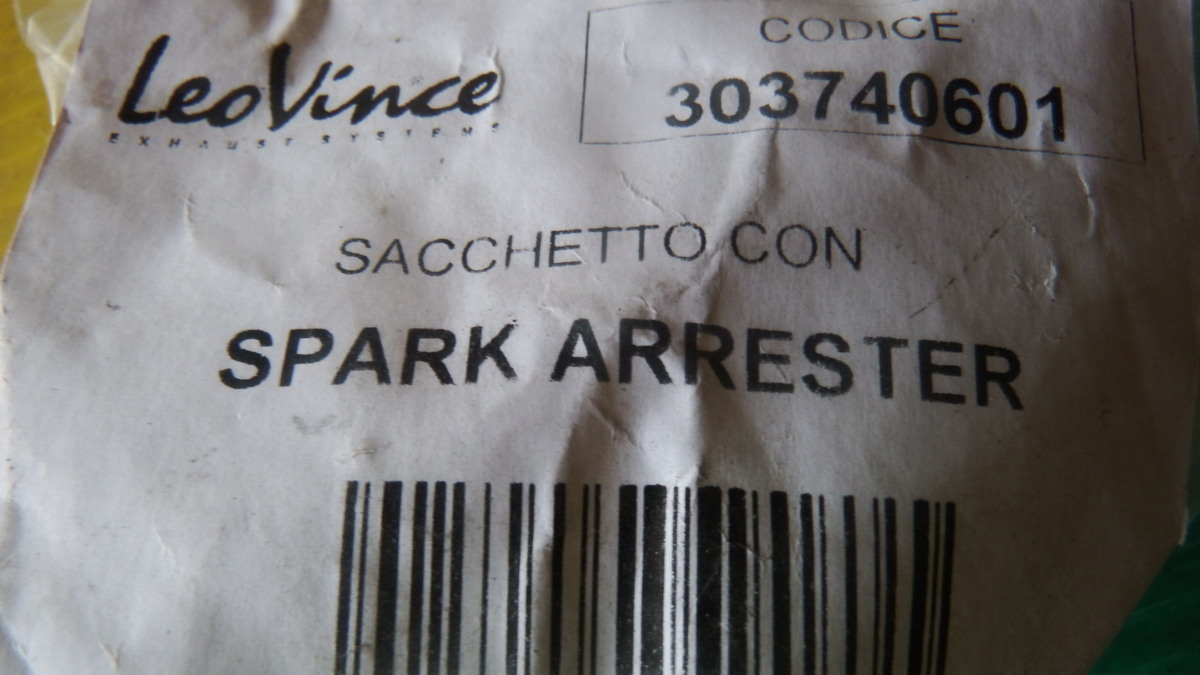 LeoVince
EXHAUST SYSTEMS
CODICE
303740601
SACCHETTO CON
SPARK ARRESTER